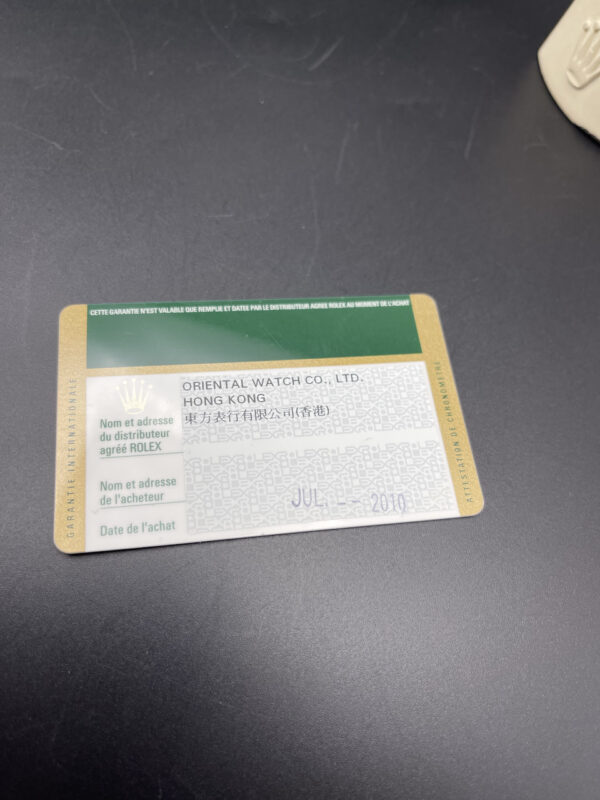 CETTE GARANTIE N'EST VALABLE QUE REMPLIE ET DATEE PAR LE DISTRIBUTEUR AGREE ROLEX AU MOMENT DE L'ACHAT
GARANTIE INTERNATIONALE
ORIENTAL WATCH CO., LTD.
HONG KONG
東方表行有限公司(香港)
Nom et adresse
du distributeur
agréé ROLEX
Nom et adresse
de l'acheteur
Date de l'achat
JUL. -- 2010
ATTESTATION DE CHRONOMETRE